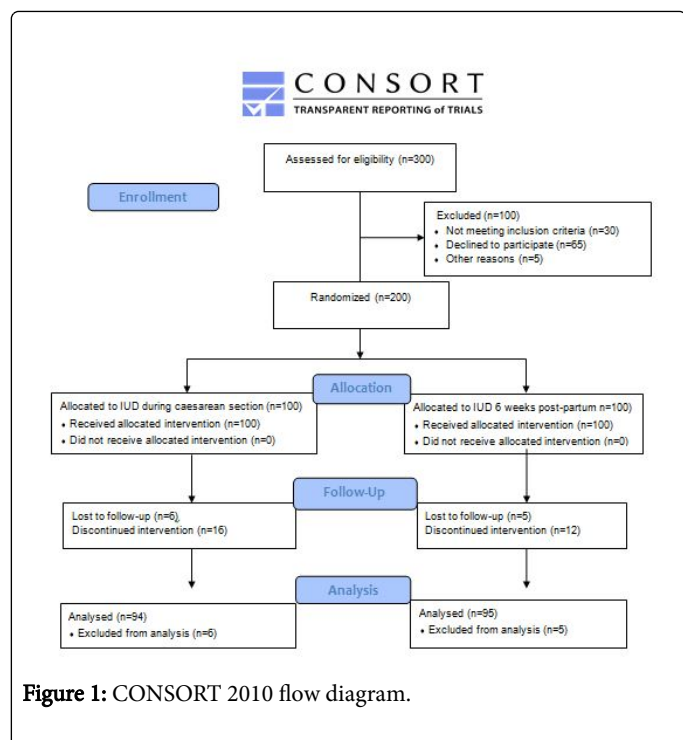 CONSORT
TRANSPARENT REPORTING of TRIALS
Assessed for eligibility (n=300)
Enrollment
Excluded (n=100)
♦ Not meeting inclusion criteria (n=30)
♦ Declined to participate (n=65)
♦ Other reasons (n=5)
Randomized (n=200)
Allocation
Allocated to IUD during caesarean section (n=100)
♦ Received allocated intervention (n=100)
♦ Did not receive allocated intervention (n=0)
Allocated to IUD 6 weeks post-partum n=100)
♦ Received allocated intervention (n=100)
♦ Did not receive allocated intervention (n=0)
Follow-Up
Lost to follow-up (n=6),
Discontinued intervention (n=16)
Lost to follow-up (n=5)
Discontinued intervention (n=12)
Analysis
Analysed (n=94)
♦ Excluded from analysis (n=6)
Analysed (n=95)
♦ Excluded from analysis (n=5)
Figure 1: CONSORT 2010 flow diagram.